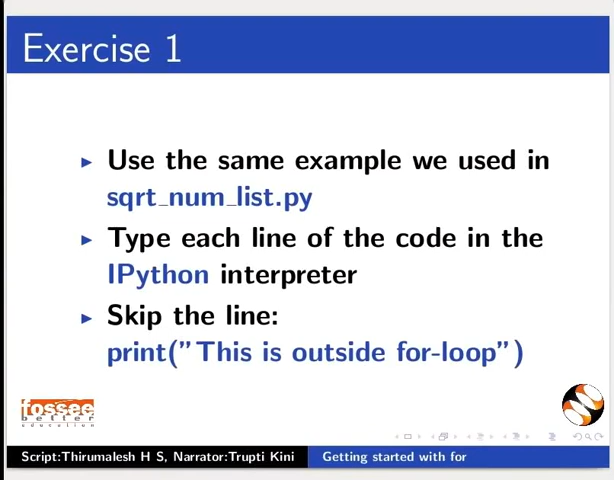 Exercise 1
Use the same example we used in
sqrt_num_list.py
Type each line of the code in the
IPython interpreter
Skip the line:
print("This is outside for-loop")
fossee
better
education
Script:Thirumalesh H S, Narrator:Trupti Kini
Getting started with for